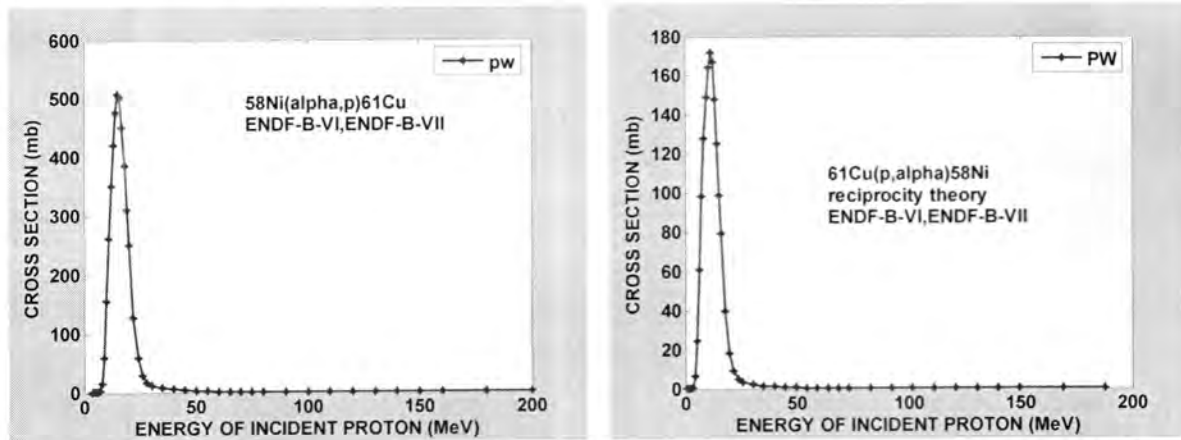 600
500
400
300
200
100
0
CROSS SECTION (mb)
pw
58Ni(alpha,p)61Cu
ENDF-B-VI,ENDF-B-VII
0 50 100 150 200
ENERGY OF INCIDENT PROTON (MeV)
180
160
140
120
100
80
60
40
20
0
CROSS SECTION (mb)
PW
61Cu(p,alpha)58Ni
reciprocity theory
ENDF-B-VI,ENDF-B-VII
0 50 100 150 200
ENERGY OF INCIDENT PROTON (MeV)